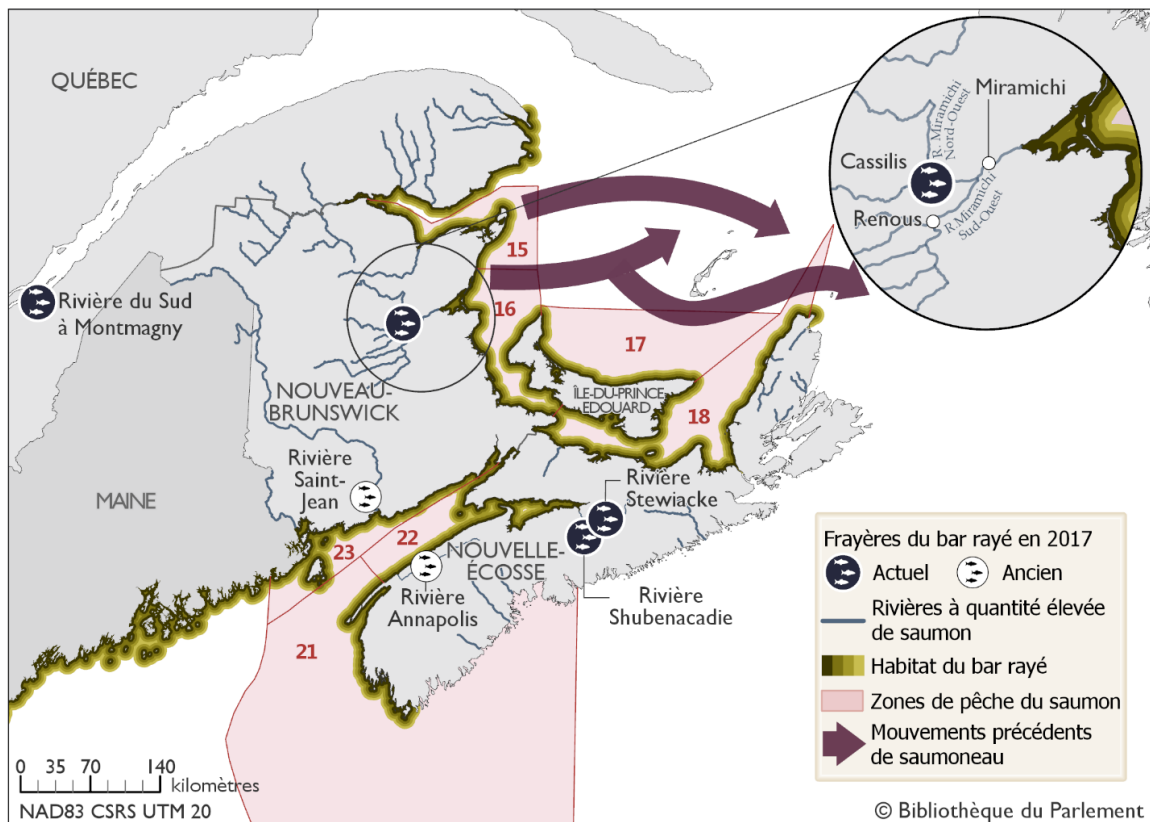 QUÉBEC
Miramichi
R. Miramichi
Nord-Ouest
Cassilis
Renous
R.Miramichi
Sud-Ouest
15
16
17
18
Rivière du Sud
à Montmagny
NOUVEAU-
BRUNSWICK
ÎLE-DU-PRINCE
EDOUARD
MAINE
Rivière
Saint-
Jean
Rivière
Stewiacke
23
22
NOUVELLE-
ÉCOSSE
Rivière
Annapolis
Rivière
Shubenacadie
21
Frayères du bar rayé en 2017
Actuel
Ancien
Rivières à quantité élevée
de saumon
Habitat du bar rayé
Zones de pêche du saumon
Mouvements précédents
de saumoneau
0 35 70 140
kilomètres
NAD83 CSRS UTM 20
© Bibliothèque du Parlement